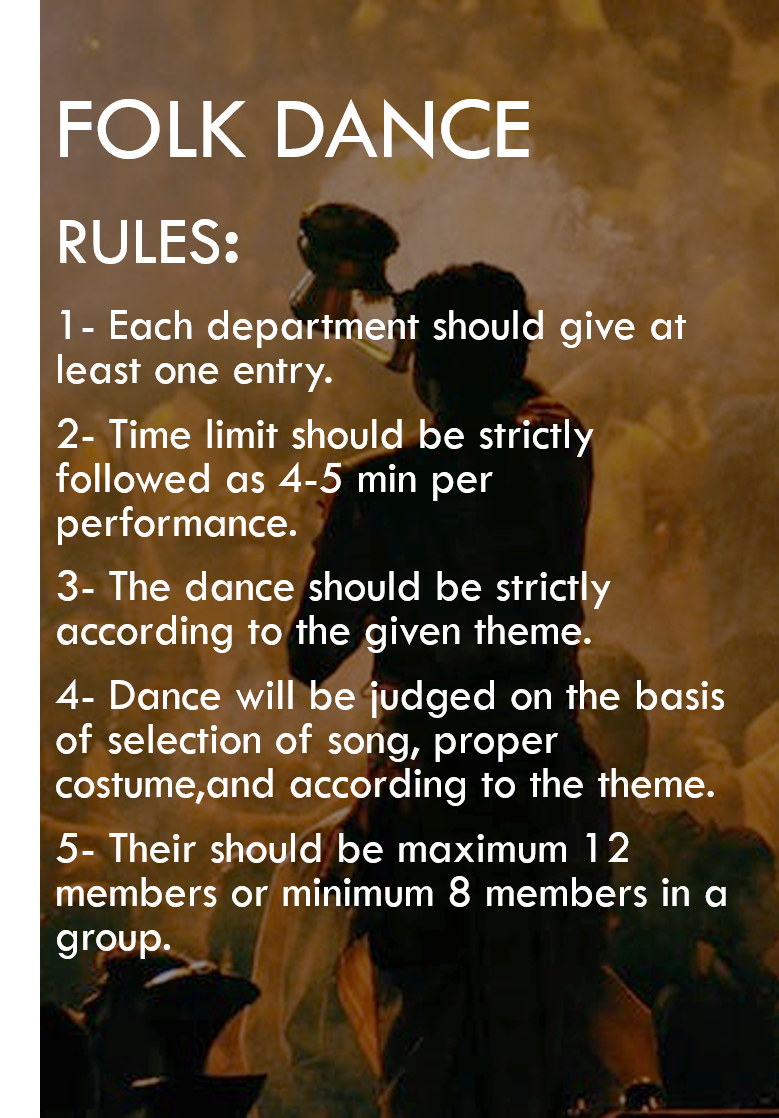 FOLK DANCE
RULES:
1- Each department should give at
least one entry.
2- Time limit should be strictly
followed as 4-5 min per
performance.
3- The dance should be strictly
according to the given theme.
4- Dance will be judged on the basis
of selection of song, proper
costume,and according to the theme.
5- Their should be maximum 12
members or minimum 8 members in a
group.